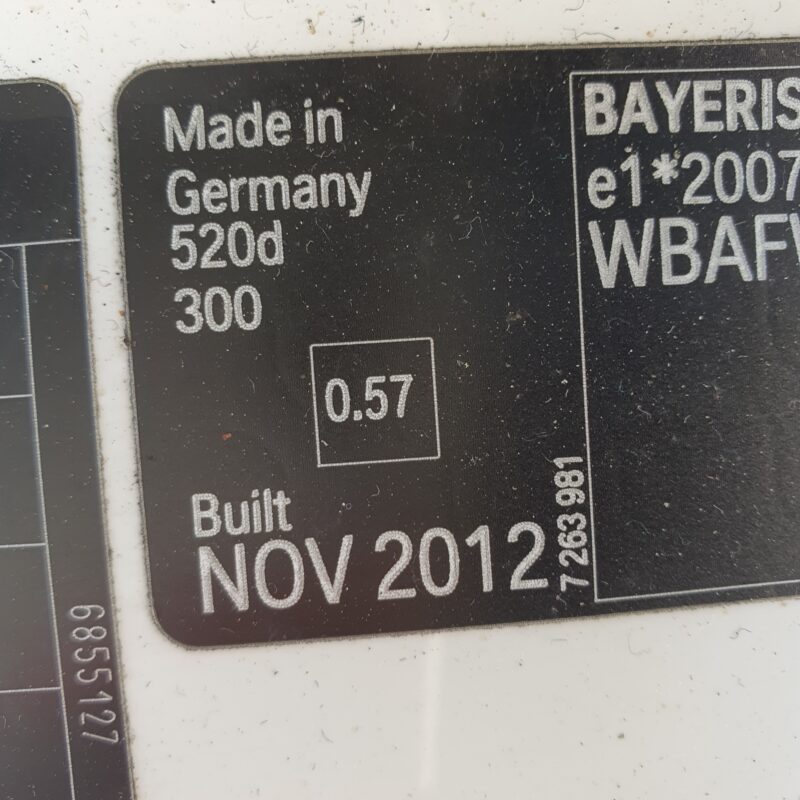 Made in
Germany
520d
300
0.57
Built
NOV 2012
7 263 981
BAYERIS
e1*2007
WBAFW
6855127